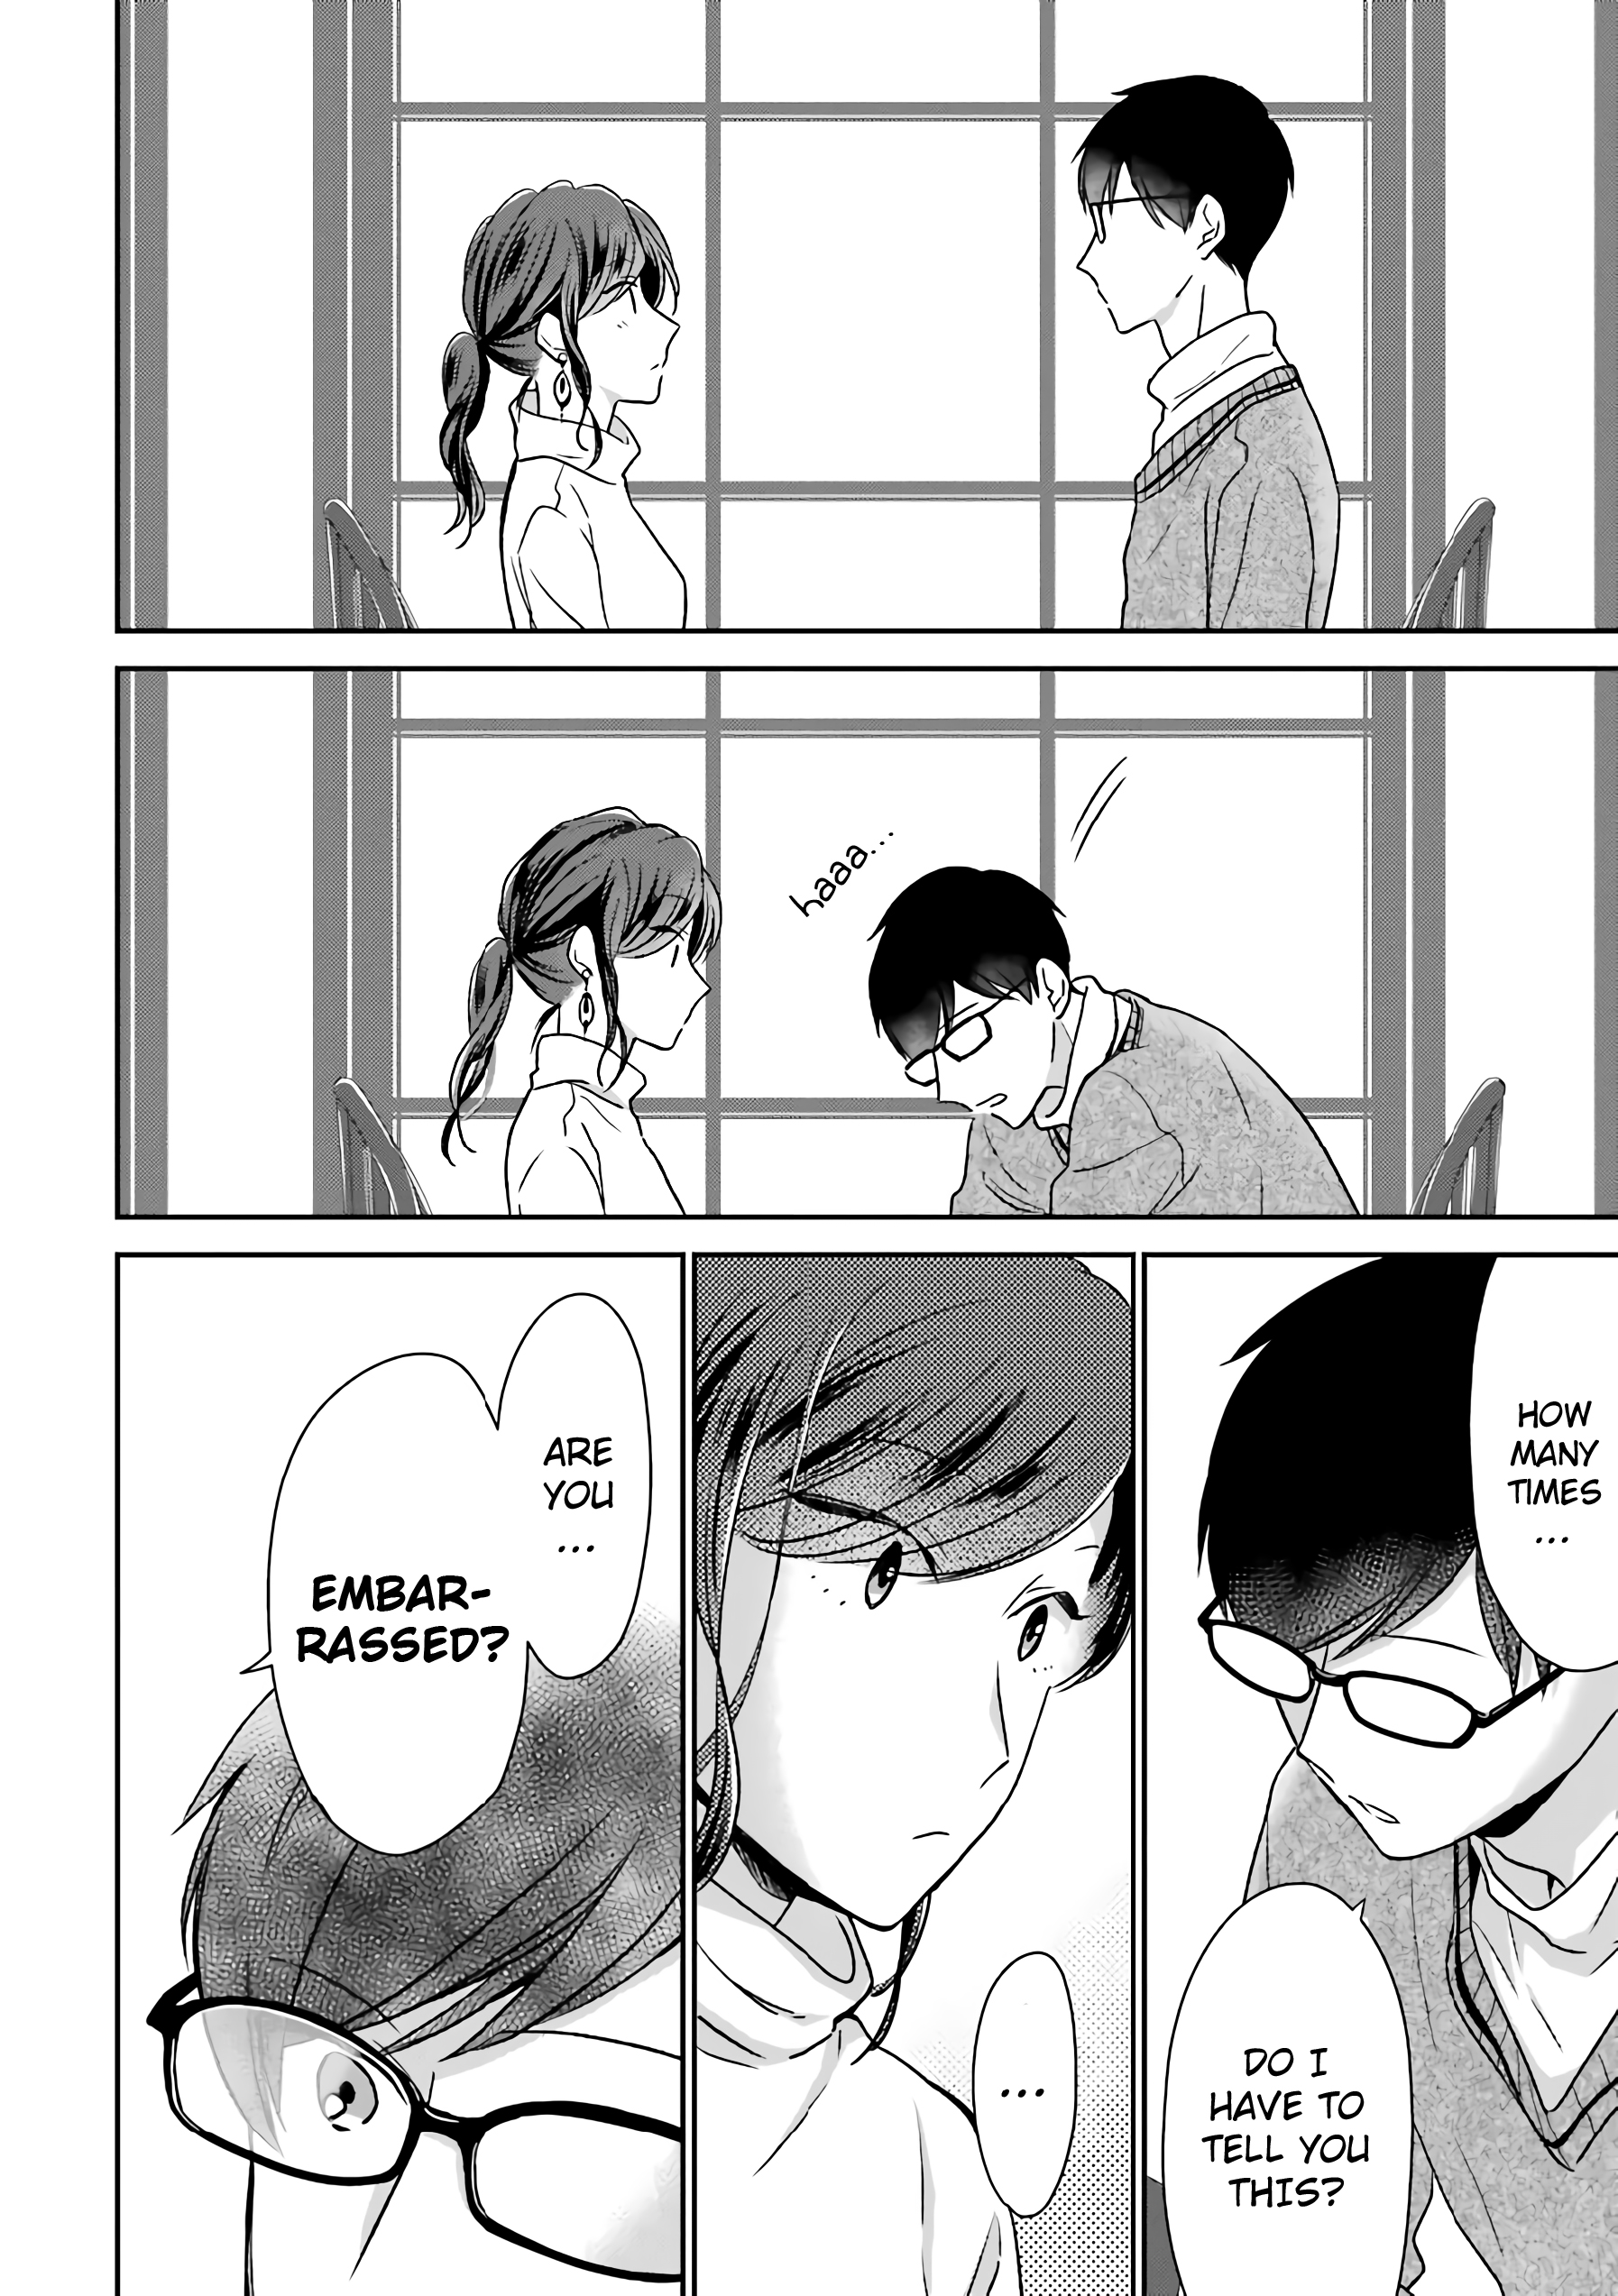 haaa...
HOW
MANY
TIMES
...
DO I
HAVE TO
TELL YOU
THIS?
...
ARE
YOU
...
EMBAR-
RASSED?